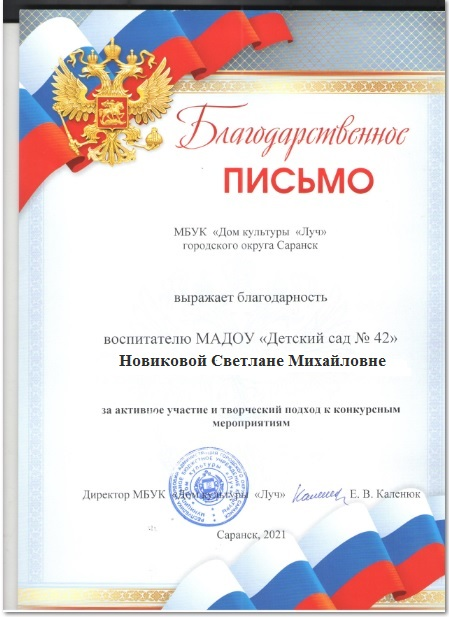 Благодарственное
ПИСЬМО
МБУК «Дом культуры «Луч»
городского округа Саранск
выражает благодарность
воспитателю МАДОУ «Детский сад № 42»
Новиковой Светлане Михайловне
за активное участие и творческий подход к конкурсным
мероприятиям
Директор МБУК «Дом культуры «Луч» Е. В. Каленюк
Саранск, 2021